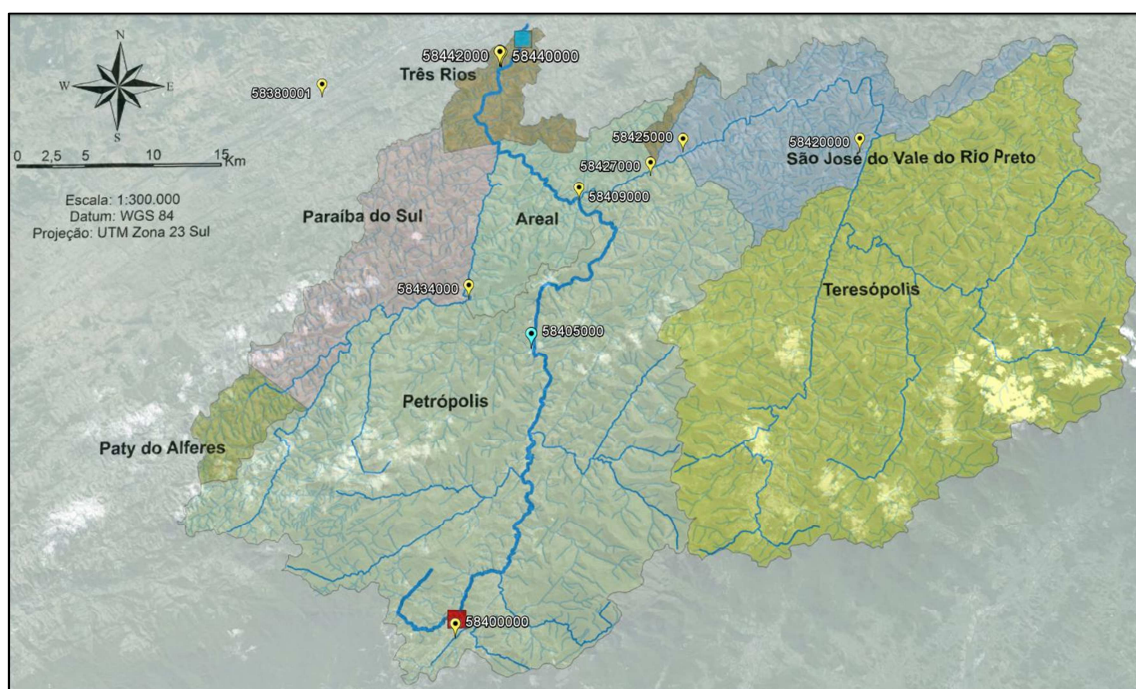 N
W E
S
0 2,5 5 10 15
Km
Escala: 1:300.000
Datum: WGS 84
Projeção: UTM Zona 23 Sul
58442000 58440000
Três Rios
58380001
58425000
58420000
58427000
São José do Vale do Rio Preto
58409000
Paraíba do Sul
Areal
58434000
Teresópolis
58405000
Petrópolis
Paty do Alferes
58400000